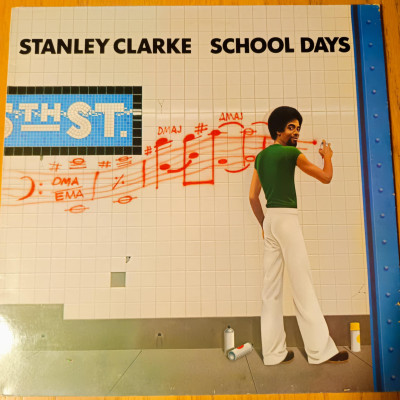 STANLEY CLARKE SCHOOL DAYS
5TH ST.
DMAJ
AMAJ
DMA
EMA